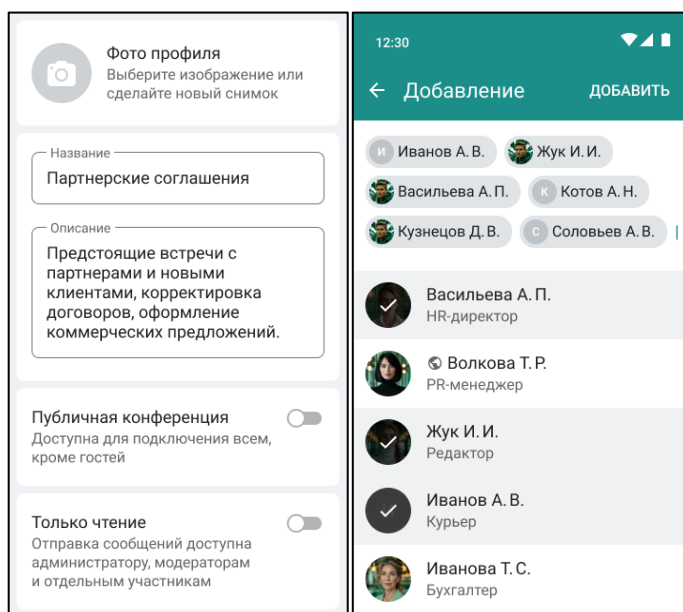 Фото профиля
Выберите изображение или
сделайте новый снимок
Название
Партнерские соглашения
Описание
Предстоящие встречи с
партнерами и новыми
клиентами, корректировка
договоров, оформление
коммерческих предложений.
Публичная конференция
Доступна для подключения всем,
кроме гостей
Только чтение
Отправка сообщений доступна
администратору, модераторам
и отдельным участникам
12:30
Добавление ДОБАВИТЬ
И Иванов А. В. Жук И. И.
Васильева А. П. К Котов А. Н.
Кузнецов Д. В. С Соловьев А. В.
Васильева А. П.
HR-директор
Волкова Т. Р.
PR-менеджер
Жук И. И.
Редактор
Иванов А. В.
Курьер
Иванова Т. С.
Бухгалтер